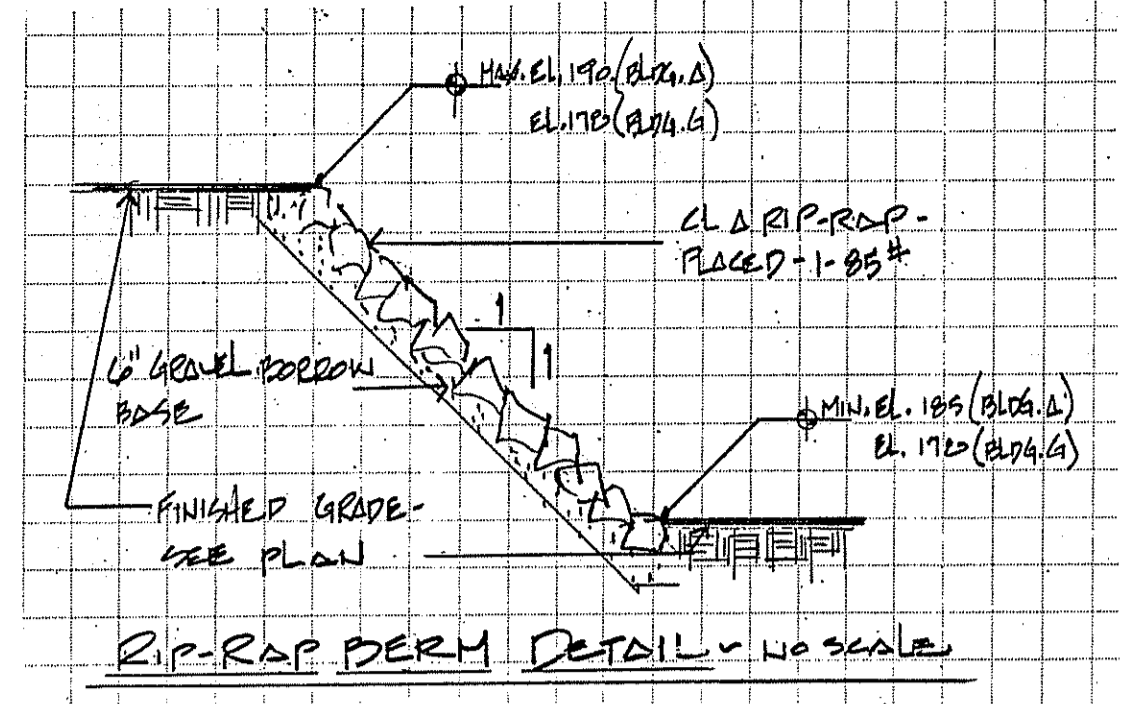 MAX. EL. 190 (BLDG. A)
EL. 178 (BLDG. G)
CL A RIP-RAP-
PLACED-1-85#
1
1
6" GRAVEL BORROW
BASE
MIN. EL. 185 (BLDG. A)
EL. (BLDG. G)
FINISHED GRADE-
SEE PLAN
RIP-RAP BERM DETAIL - NO SCALE